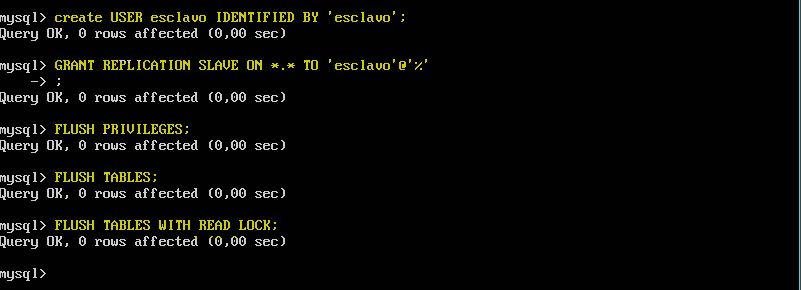 mysql> create USER esclavo IDENTIFIED BY 'esclavo';
Query OK, 0 rows affected (0,00 sec)
mysql> GRANT REPLICATION SLAVE ON *.* TO 'esclavo'@'%'
    -> ;
Query OK, 0 rows affected (0,00 sec)
mysql> FLUSH PRIVILEGES;
Query OK, 0 rows affected (0,00 sec)
mysql> FLUSH TABLES;
Query OK, 0 rows affected (0,00 sec)
mysql> FLUSH TABLES WITH READ LOCK;
Query OK, 0 rows affected (0,00 sec)
mysql>